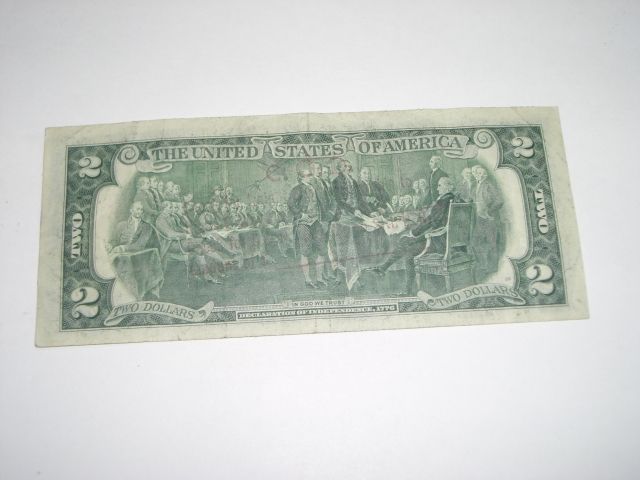 2 THE UNITED STATES OF AMERICA 2
TWO TWO
2 2
TWO DOLLARS TWO DOLLARS
IN GOD WE TRUST
DECLARATION OF INDEPENDENCE, 1776